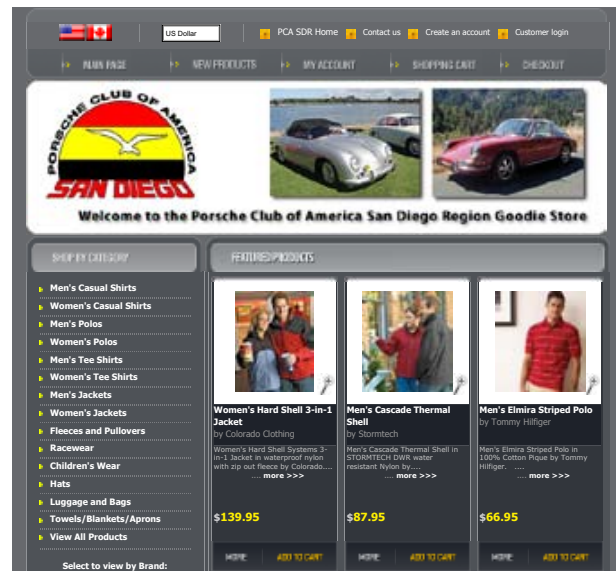 US Dollar
PCA SDR Home
Contact us
Create an account
Customer login
MAIN PAGE
NEW PRODUCTS
MY ACCOUNT
SHOPPING CART
CHECKOUT
PORSCHE CLUB OF AMERICA
SAN DIEGO
Welcome to the Porsche Club of America San Diego Region Goodie Store
SHOP BY CATEGORY
Men's Casual Shirts
Women's Casual Shirts
Men's Polos
Women's Polos
Men's Tee Shirts
Women's Tee Shirts
Men's Jackets
Women's Jackets
Fleeces and Pullovers
Racewear
Children's Wear
Hats
Luggage and Bags
Towels/Blankets/Aprons
View All Products
Select to view by Brand:
FEATURED PRODUCTS
Women's Hard Shell 3-in-1
Jacket
by Colorado Clothing
Women's Hard Shell Systems 3-
in-1 Jacket in waterproof nylon
with zip out fleece by Colorado....
.... more >>>
$139.95
MORE
ADD TO CART
Men's Cascade Thermal
Shell
by Stormtech
Men's Cascade Thermal Shell in
STORMTECH DWR water
resistant Nylon by....
.... more >>>
$87.95
MORE
ADD TO CART
Men's Elmira Striped Polo
by Tommy Hilfiger
Men's Elmira Striped Polo in
100% Cotton Pique by Tommy
Hilfiger. ....
.... more >>>
$66.95
MORE
ADD TO CART